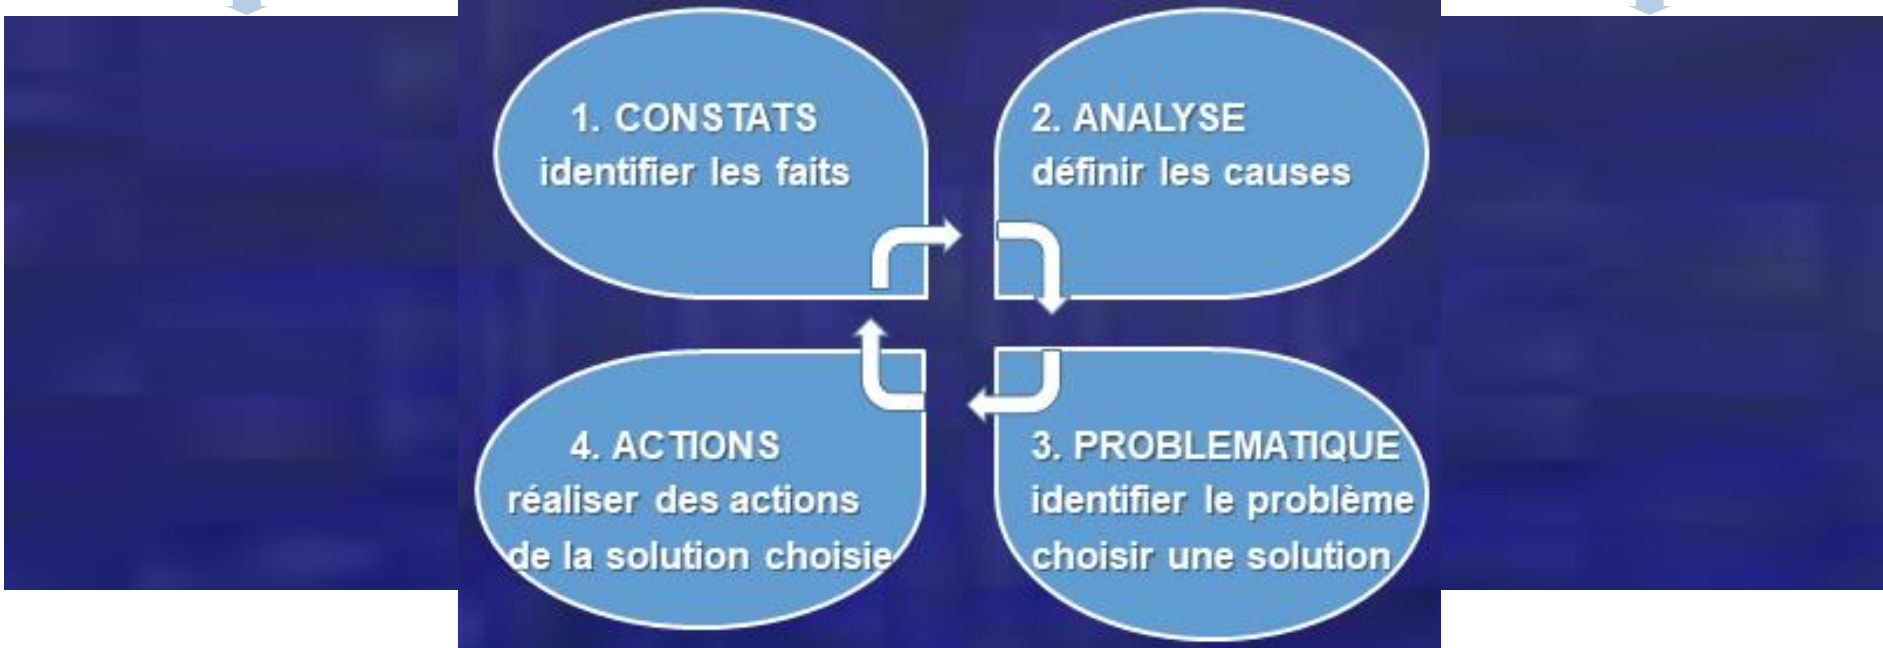 1. CONSTATS
identifier les faits
2. ANALYSE
définir les causes
3. PROBLEMATIQUE
identifier le problème
choisir une solution
4. ACTIONS
réaliser des actions
de la solution choisie